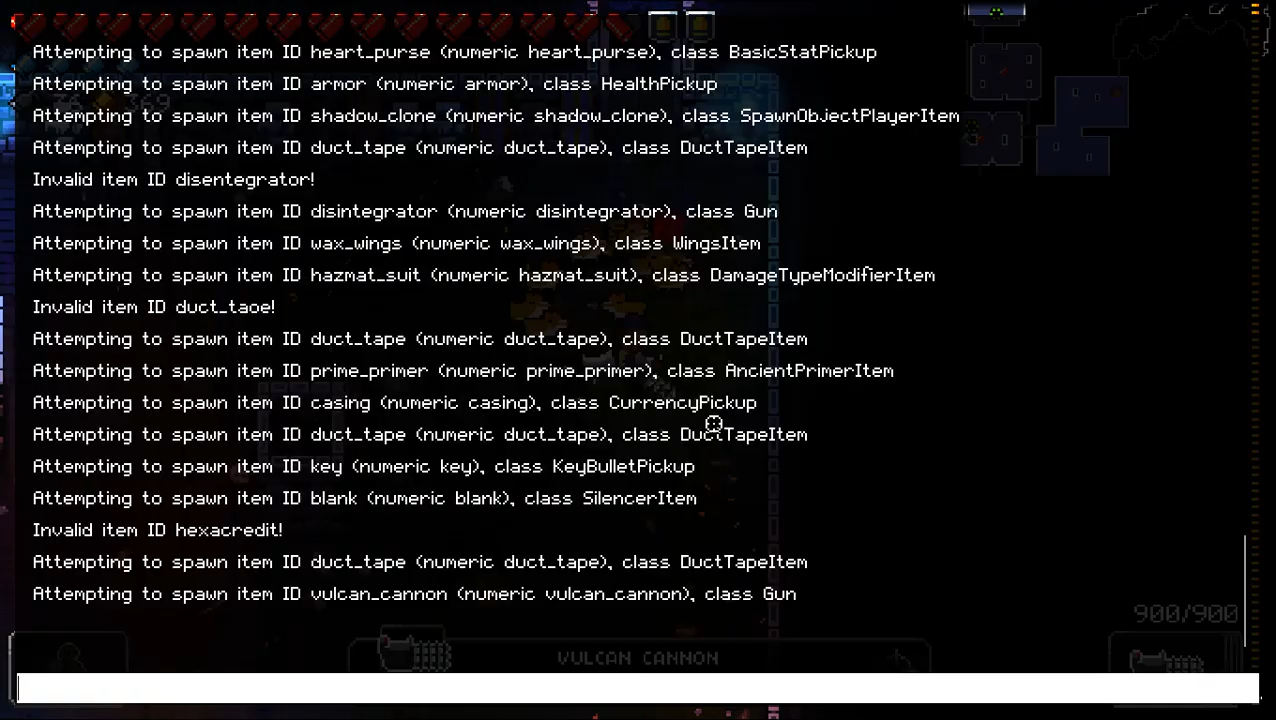 Attempting to spawn item ID heart_purse (numeric heart_purse), class BasicStatPickup
Attempting to spawn item ID armor (numeric armor), class HealthPickup
Attempting to spawn item ID shadow_clone (numeric shadow_clone), class SpawnObjectPlayerItem
Attempting to spawn item ID duct_tape (numeric duct_tape), class DuctTapeItem
Invalid item ID disentegrator!
Attempting to spawn item ID disintegrator (numeric disintegrator), class Gun
Attempting to spawn item ID wax_wings (numeric wax_wings), class WingsItem
Attempting to spawn item ID hazmat_suit (numeric hazmat_suit), class DamageTypeModifierItem
Invalid item ID duct_taoe!
Attempting to spawn item ID duct_tape (numeric duct_tape), class DuctTapeItem
Attempting to spawn item ID prime_primer (numeric prime_primer), class AncientPrimerItem
Attempting to spawn item ID casing (numeric casing), class CurrencyPickup
Attempting to spawn item ID duct_tape (numeric duct_tape), class DuctTapeItem
Attempting to spawn item ID key (numeric key), class KeyBulletPickup
Attempting to spawn item ID blank (numeric blank), class SilencerItem
Invalid item ID hexacredit!
Attempting to spawn item ID duct_tape (numeric duct_tape), class DuctTapeItem
Attempting to spawn item ID vulcan_cannon (numeric vulcan_cannon), class Gun
900/900
VULCAN CANNON